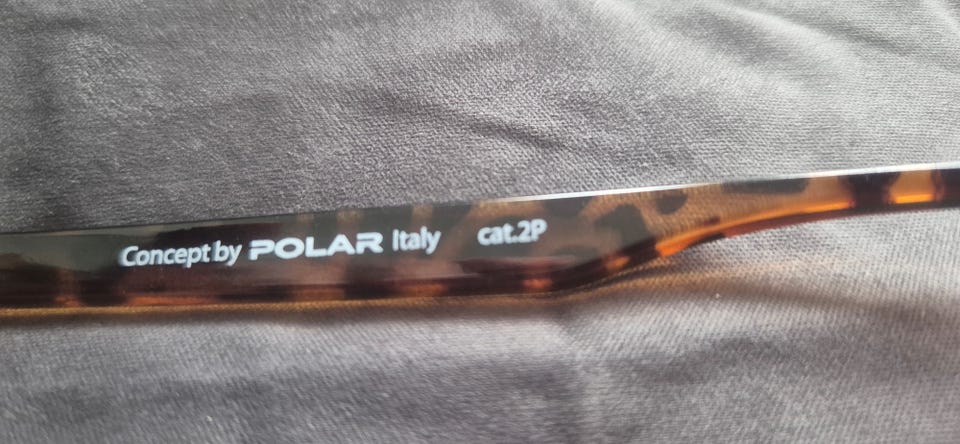 Concept by POLAR Italy cat.2P